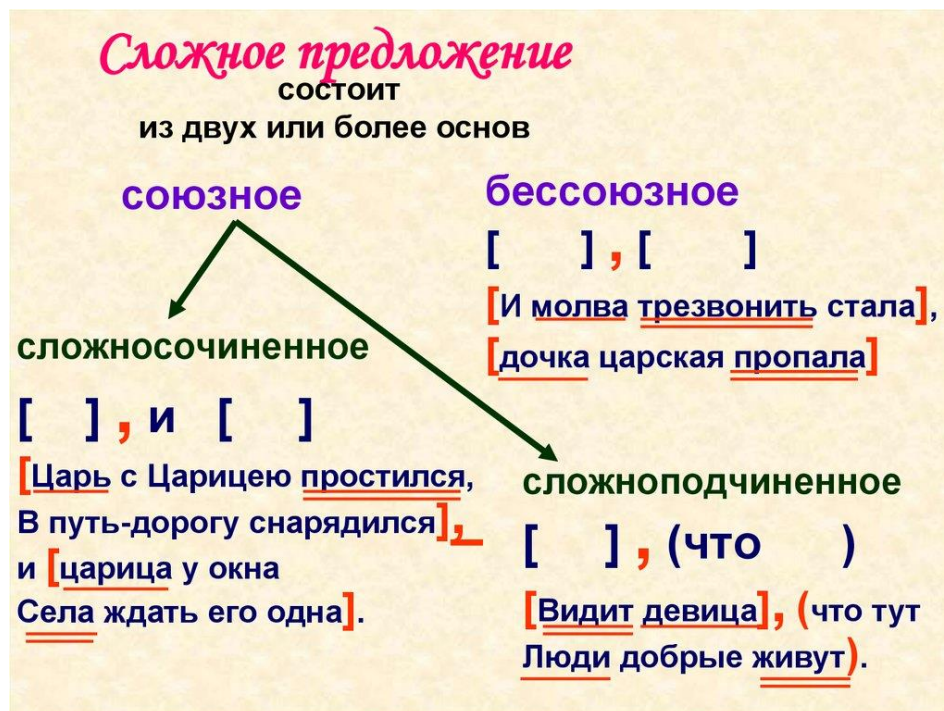 Сложное предложение
состоит
из двух или более основ
союзное
сложносочиненное
[ ] , и [ ]
[Царь с Царицею простился,
В путь-дорогу снарядился],
и [царица у окна
Села ждать его одна].
бессоюзное
[ ] , [ ]
[И молва трезвонить стала],
[дочка царская пропала]
сложноподчиненное
[ ] , (что )
[Видит девица], (что тут
Люди добрые живут).